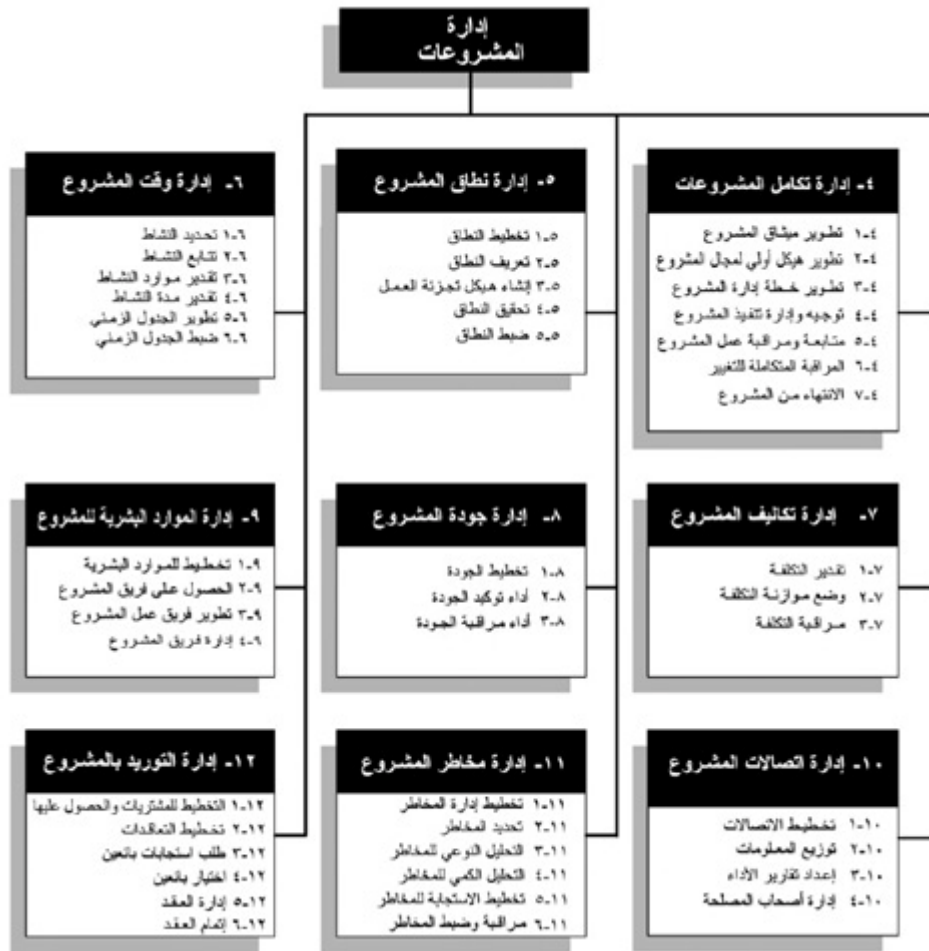 إدارة
المشروعات
٤- إدارة تكامل المشروعات
٤-١ تطوير ميثاق المشروع
٤-٢ تطوير هيكل أولي لمجال المشروع
٤-٣ تطوير خطة إدارة المشروع
٤-٤ توجيه وإدارة تنفيذ المشروع
٤-٥ متابعة ومراقبة عمل المشروع
٤-٦ المراقبة المتكاملة للتغيير
٤-٧ الانتهاء من المشروع
٥- إدارة نطاق المشروع
٥-١ تخطيط النطاق
٥-٢ تعريف النطاق
٥-٣ إنشاء هيكل تجزئة العمل
٥-٤ تحقيق النطاق
٥-٥ ضبط النطاق
٦- إدارة وقت المشروع
٦-١ تحديد النشاط
٦-٢ تتابع النشاط
٦-٣ تقدير موارد النشاط
٦-٤ تقدير مدة النشاط
٦-٥ تطوير الجدول الزمني
٦-٦ ضبط الجدول الزمني
٧- إدارة تكاليف المشروع
٧-١ تقدير التكلفة
٧-٢ وضع موازنة التكلفة
٧-٣ مراقبة التكلفة
٨- إدارة جودة المشروع
٨-١ تخطيط الجودة
٨-٢ أداء توكيد الجودة
٨-٣ أداء مراقبة الجودة
٩- إدارة الموارد البشرية للمشروع
٩-١ تخطيط للموارد البشرية
٩-٢ الحصول على فريق المشروع
٩-٣ تطوير فريق عمل المشروع
٩-٤ إدارة فريق المشروع
١٠- إدارة اتصالات المشروع
١٠-١ تخطيط الاتصالات
١٠-٢ توزيع المعلومات
١٠-٣ إعداد تقارير الأداء
١٠-٤ إدارة أصحاب المصلحة
١١- إدارة مخاطر المشروع
١١-١ تخطيط إدارة المخاطر
١١-٢ تحديد المخاطر
١١-٣ التحليل النوعي للمخاطر
١١-٤ التحليل الكمي للمخاطر
١١-٥ تخطيط الاستجابة للمخاطر
١١-٦ مراقبة وضبط المخاطر
١٢- إدارة التوريد بالمشروع
١٢-١ التخطيط للمشتريات والحصول عليها
١٢-٢ تخطيط التعاقدات
١٢-٣ طلب استجابات بائعين
١٢-٤ اختيار بائعين
١٢-٥ إدارة العقد
١٢-٦ إتمام العقد